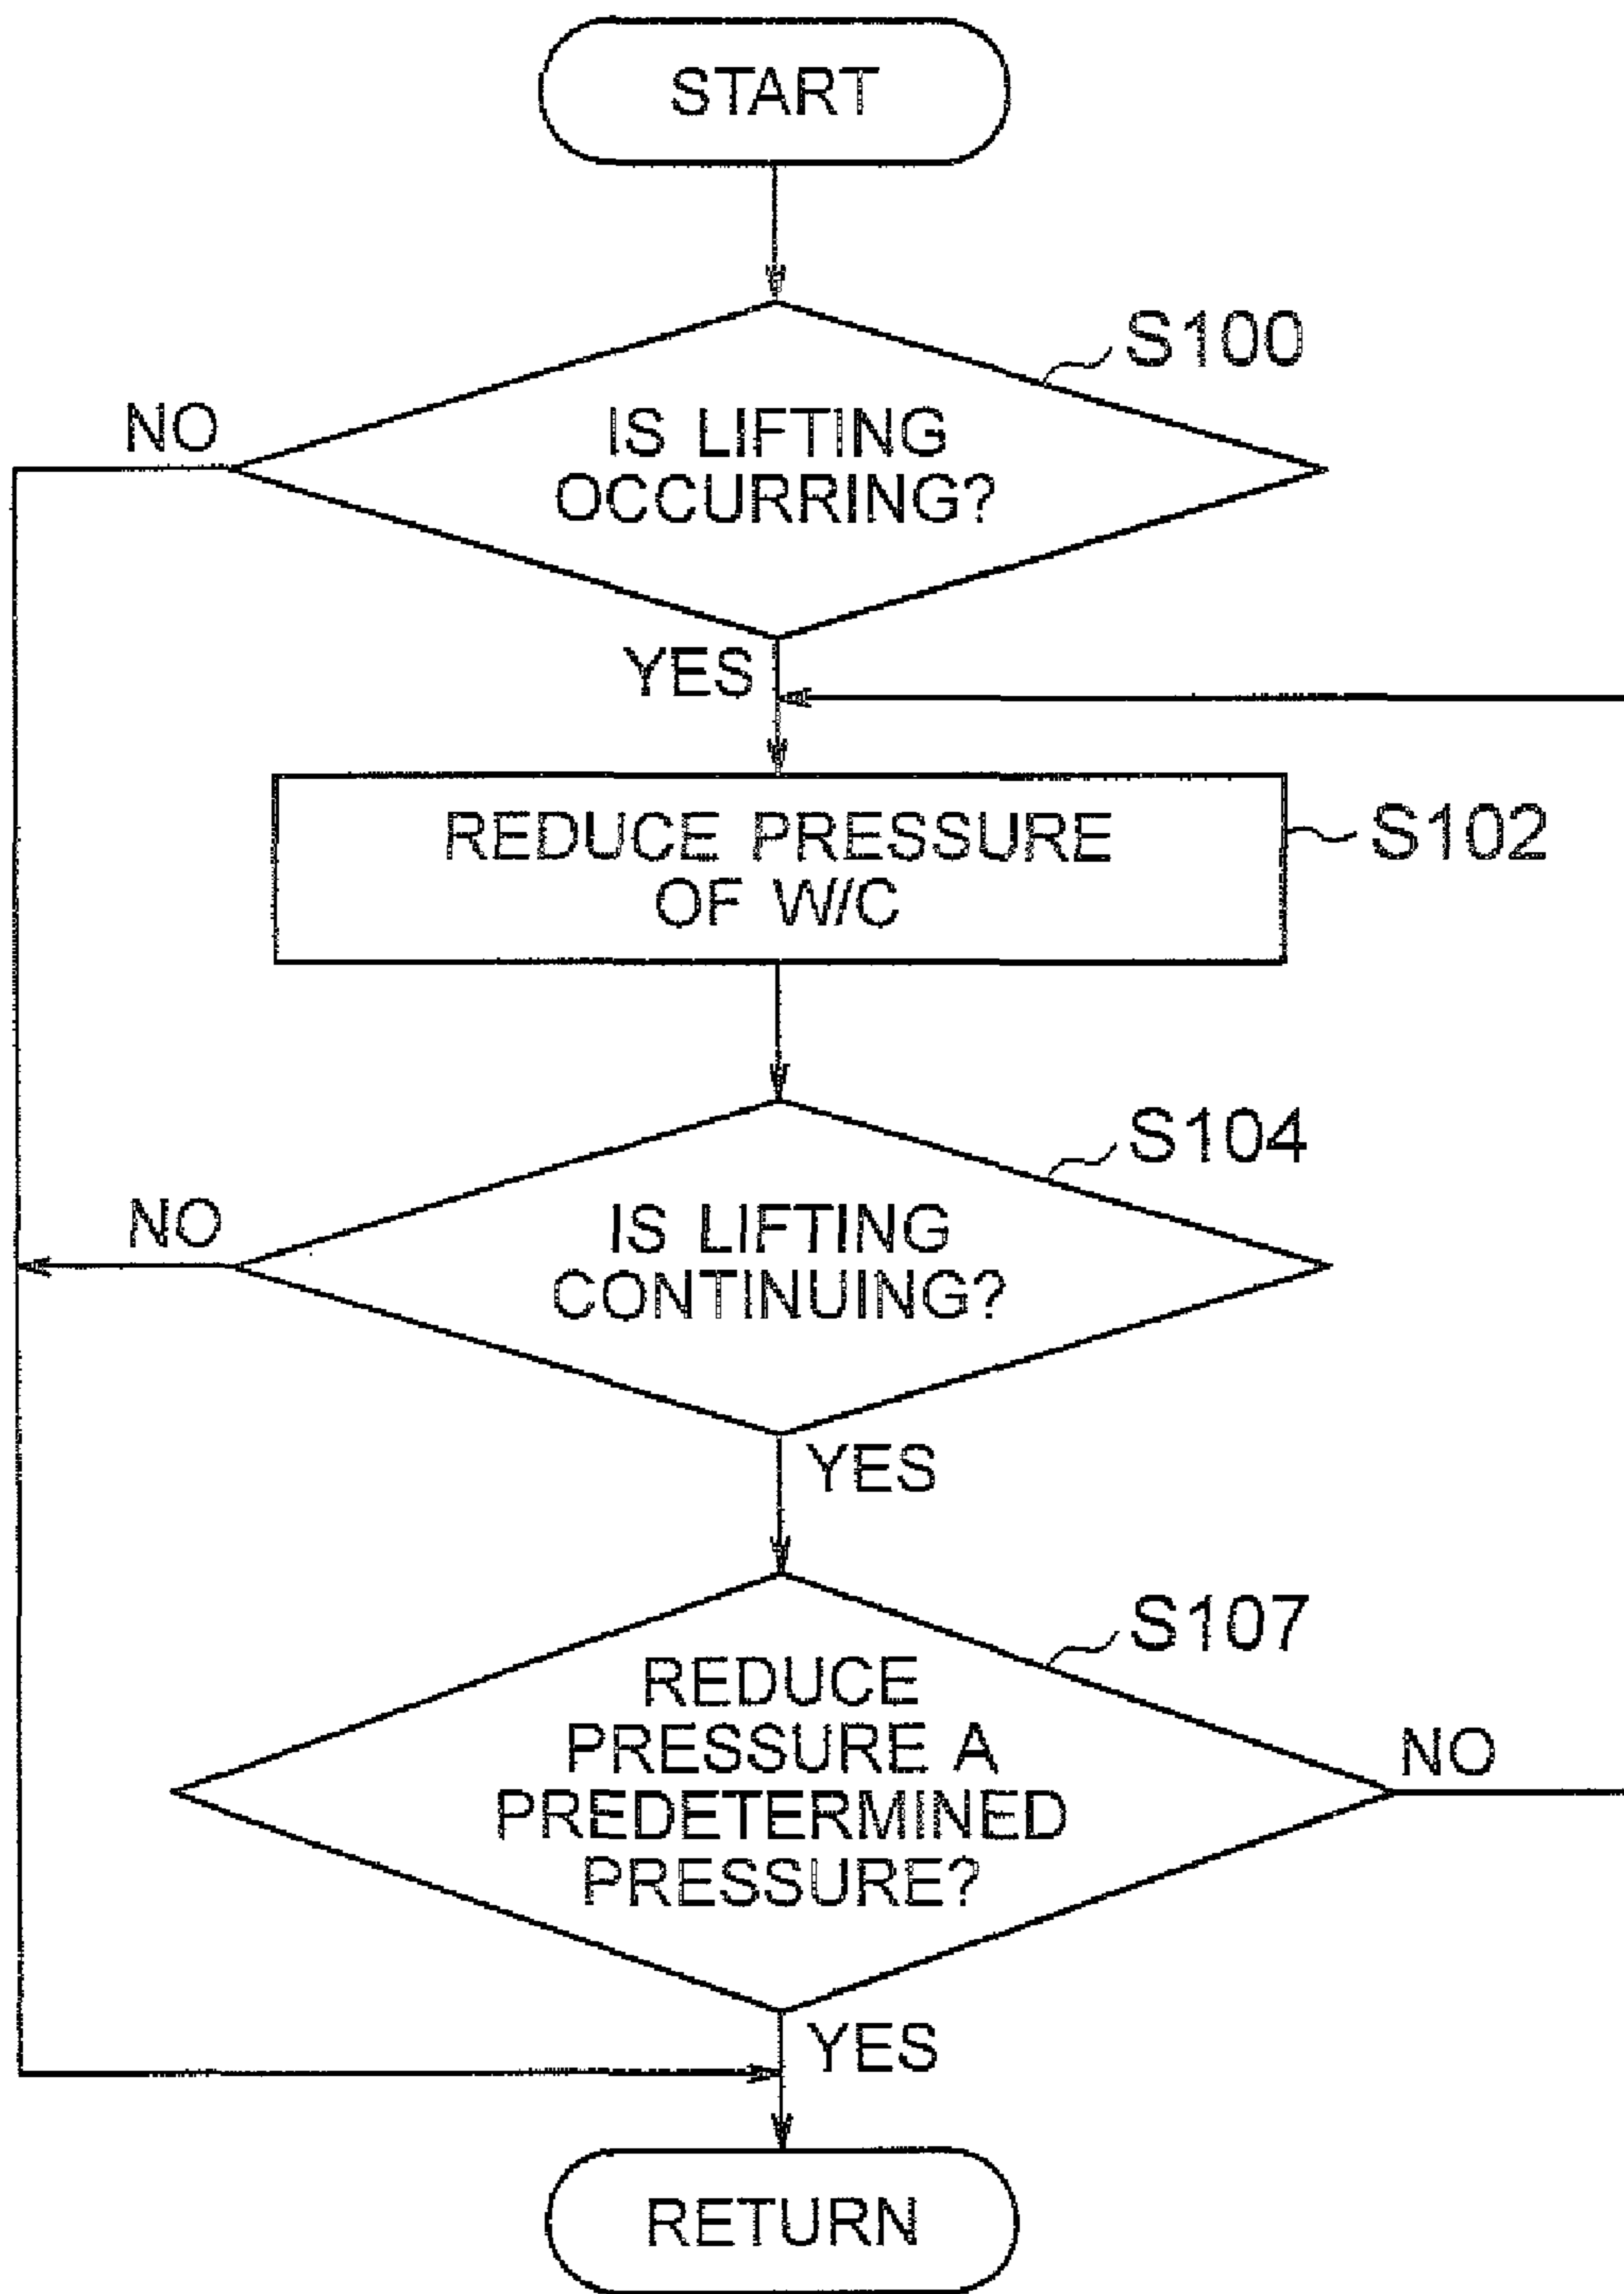 START
S100
NO
IS LIFTING
OCCURRING?
YES
REDUCE PRESSURE
OF W/C
S102
S104
NO
IS LIFTING
CONTINUING?
YES
S107
REDUCE
PRESSURE A
PREDETERMINED
PRESSURE?
NO
YES
RETURN